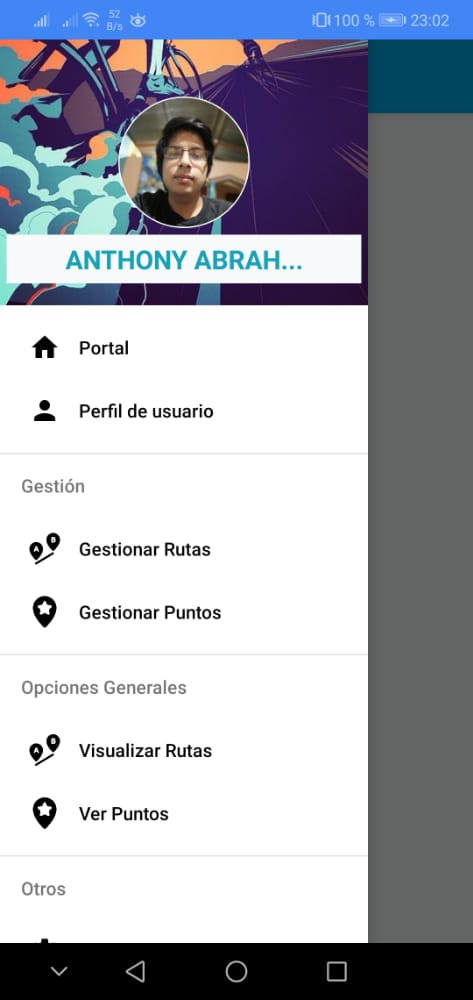 52
B/s
100 %
23:02
ANTHONY ABRAH...
Portal
Perfil de usuario
Gestión
A B
Gestionar Rutas
Gestionar Puntos
Opciones Generales
A B
Visualizar Rutas
Ver Puntos
Otros